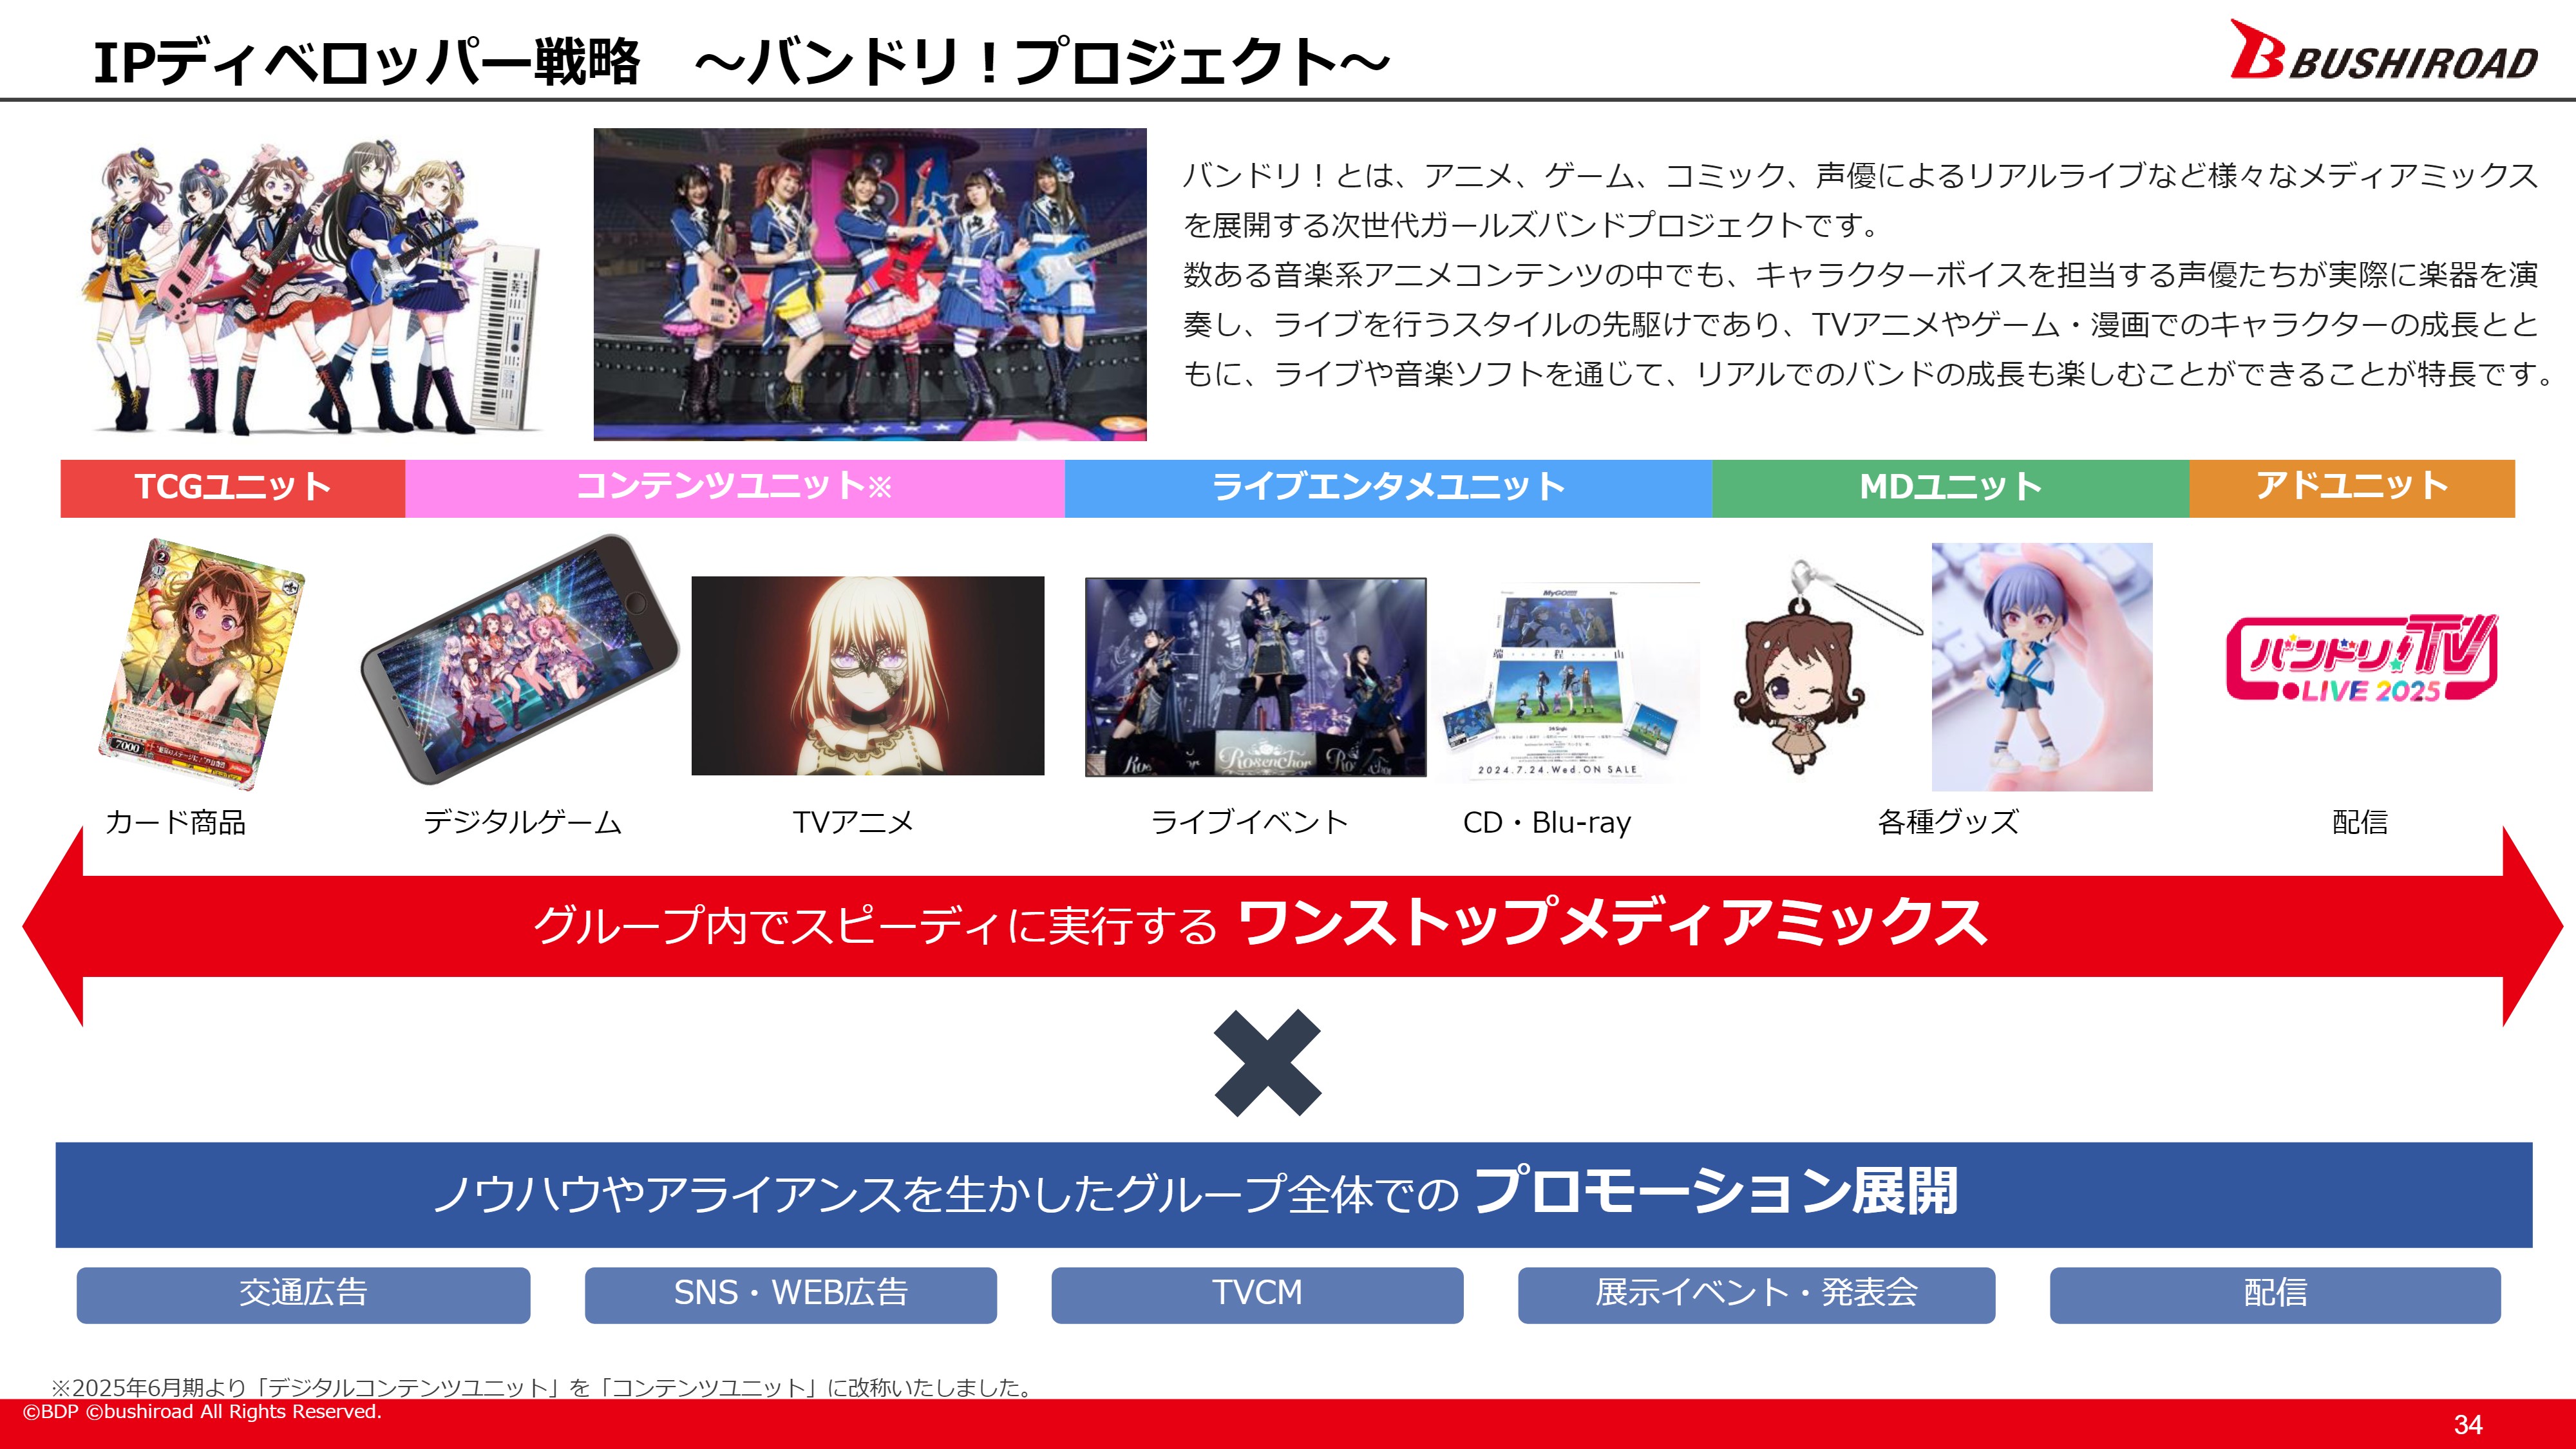 IPディベロッパー戦略　～バンドリ！プロジェクト～
BUSHIROAD
バンドリ！とは、アニメ、ゲーム、コミック、声優によるリアルライブなど様々なメディアミックス
を展開する次世代ガールズバンドプロジェクトです。
数ある音楽系アニメコンテンツの中でも、キャラクターボイスを担当する声優たちが実際に楽器を演
奏し、ライブを行うスタイルの先駆けであり、TVアニメやゲーム・漫画でのキャラクターの成長とと
もに、ライブや音楽ソフトを通じて、リアルでのバンドの成長も楽しむことができることが特長です。
TCGユニット
コンテンツユニット※
ライブエンタメユニット
MDユニット
アドユニット
2
7000
MyGO!!!!!
端程山
2024.7.24.Wed.ON SALE
Rosenchor
バンドリ！TV
LIVE 2025
カード商品
デジタルゲーム
TVアニメ
ライブイベント
CD・Blu-ray
各種グッズ
配信
グループ内でスピーディに実行する ワンストップメディアミックス
ノウハウやアライアンスを生かしたグループ全体での プロモーション展開
交通広告
SNS・WEB広告
TVCM
展示イベント・発表会
配信
※2025年6月期より「デジタルコンテンツユニット」を「コンテンツユニット」に改称いたしました。
©BDP ©bushiroad All Rights Reserved.
34